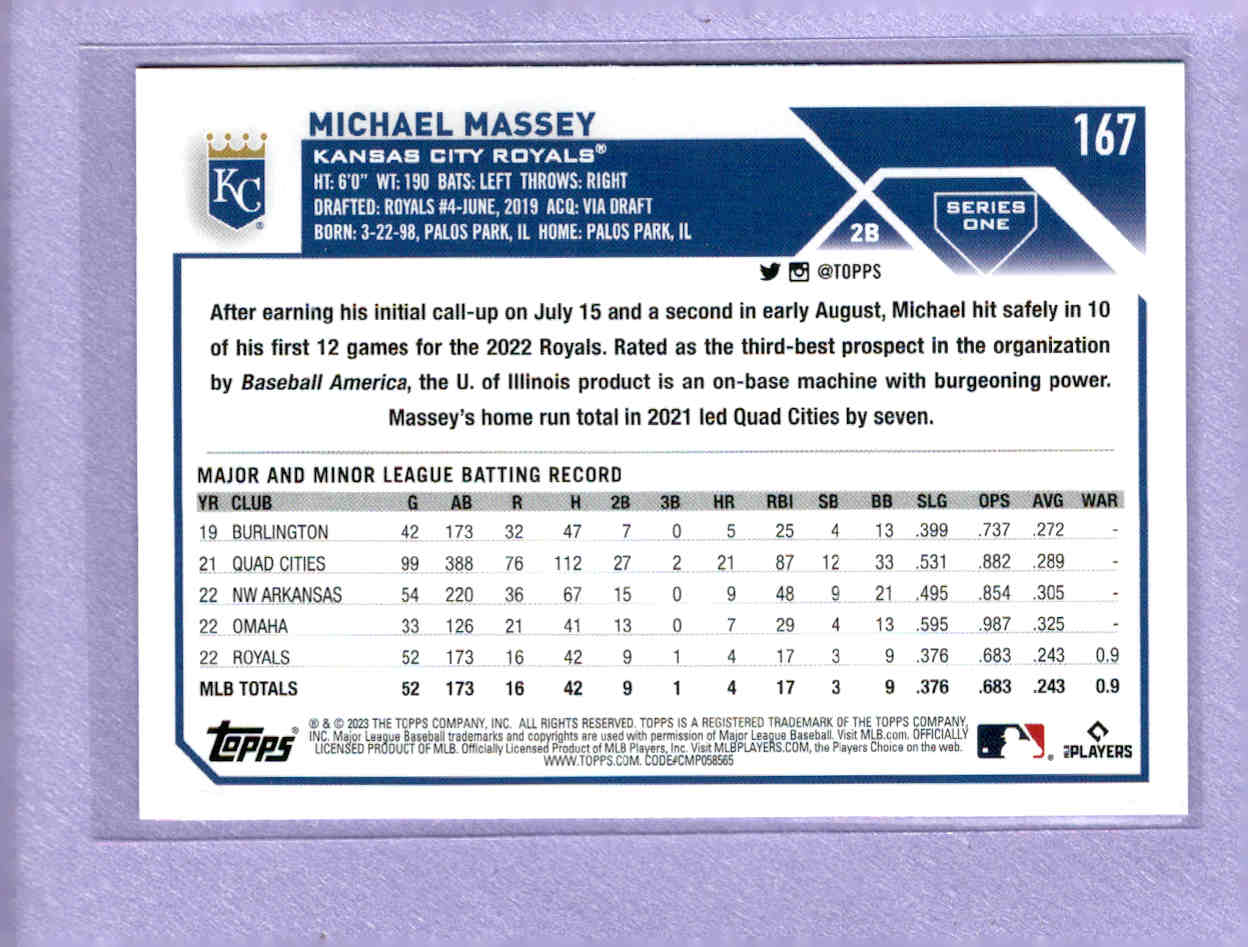 MICHAEL MASSEY
167
KC
KANSAS CITY ROYALS®
HT: 6'0" WT: 190 BATS: LEFT THROWS: RIGHT
DRAFTED: ROYALS #4-JUNE, 2019 ACQ: VIA DRAFT
BORN: 3-22-98, PALOS PARK, IL HOME: PALOS PARK, IL
2B
SERIES
ONE
@TOPPS
After earning his initial call-up on July 15 and a second in early August, Michael hit safely in 10
of his first 12 games for the 2022 Royals. Rated as the third-best prospect in the organization
by Baseball America, the U. of Illinois product is an on-base machine with burgeoning power.
Massey's home run total in 2021 led Quad Cities by seven.
MAJOR AND MINOR LEAGUE BATTING RECORD
YR CLUB G AB R H 2B 3B HR RBI SB BB SLG OPS AVG WAR
19 BURLINGTON 42 173 32 47 7 0 5 25 4 13 .399 .737 .272 -
21 QUAD CITIES 99 388 76 112 27 2 21 87 12 33 .531 .882 .289 -
22 NW ARKANSAS 54 220 36 67 15 0 9 48 9 21 .495 .854 .305 -
22 OMAHA 33 126 21 41 13 0 7 29 4 13 .595 .987 .325 -
22 ROYALS 52 173 16 42 9 1 4 17 3 9 .376 .683 .243 0.9
MLB TOTALS 52 173 16 42 9 1 4 17 3 9 .376 .683 .243 0.9
Topps®
® & © 2023 THE TOPPS COMPANY, INC. ALL RIGHTS RESERVED. TOPPS IS A REGISTERED TRADEMARK OF THE TOPPS COMPANY,
INC. Major League Baseball trademarks and copyrights are used with permission of Major League Baseball. Visit MLB.com. OFFICIALLY
LICENSED PRODUCT OF MLB. Officially Licensed Product of MLB Players, Inc. Visit MLBPLAYERS.COM, the Players Choice on the web.
WWW.TOPPS.COM. CODE#CMP058565
MLB PLAYERS